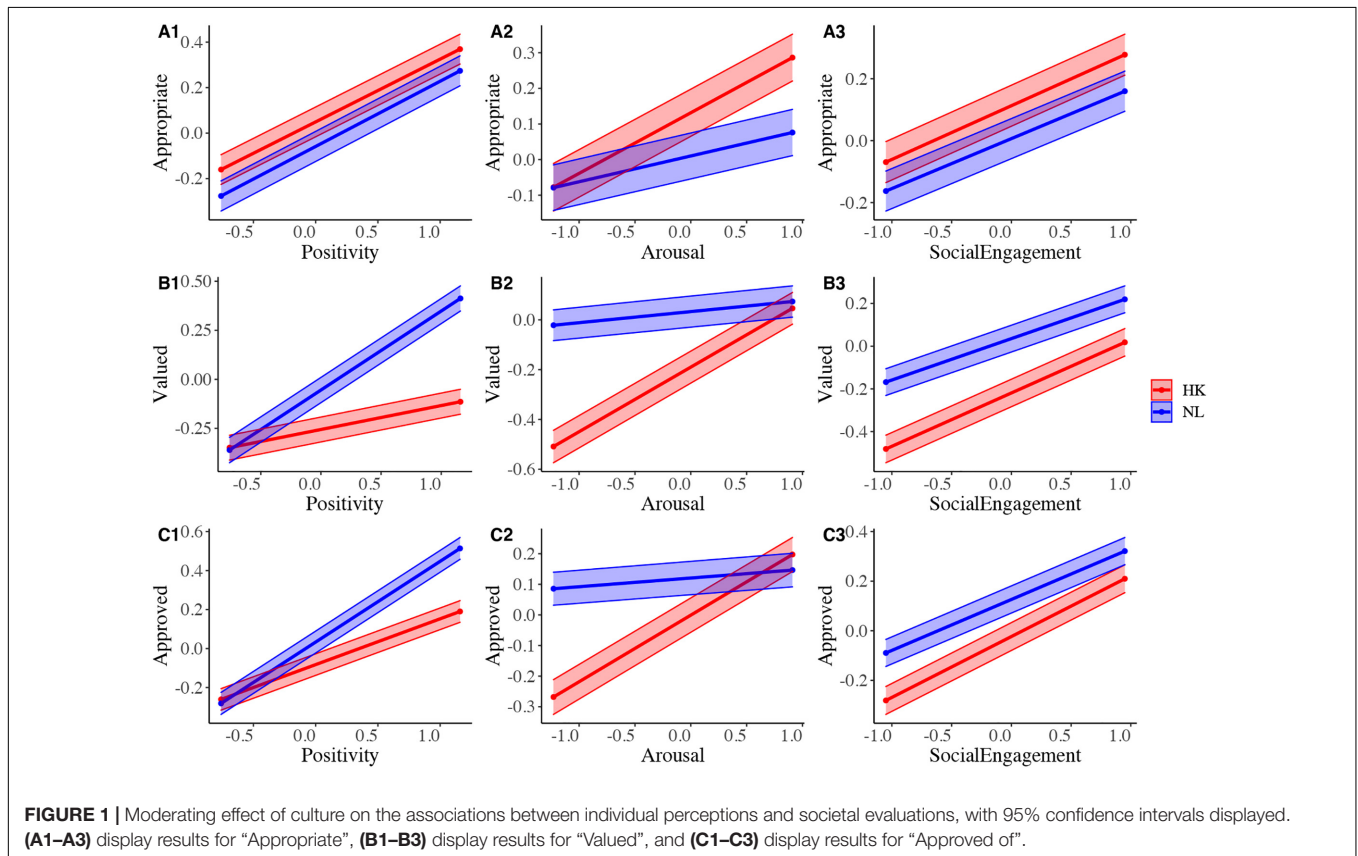 A1
0.4
0.2
0.0
-0.2
Appropriate
-0.5
0.0
0.5
1.0
Positivity
A2
0.3
0.2
0.1
0.0
-0.1
Appropriate
-1.0
-0.5
0.0
0.5
1.0
Arousal
A3
0.2
0.0
-0.2
Appropriate
-1.0
-0.5
0.0
0.5
1.0
SocialEngagement
B1
0.50
0.25
0.00
-0.25
Valued
-0.5
0.0
0.5
1.0
Positivity
B2
0.0
-0.2
-0.4
-0.6
Valued
-1.0
-0.5
0.0
0.5
1.0
Arousal
B3
0.2
0.0
-0.2
-0.4
Valued
-1.0
-0.5
0.0
0.5
1.0
SocialEngagement
HK
NL
C1
0.6
0.4
0.2
0.0
-0.2
Approved
-0.5
0.0
0.5
1.0
Positivity
C2
0.2
0.1
0.0
-0.1
-0.2
-0.3
Approved
-1.0
-0.5
0.0
0.5
1.0
Arousal
C3
0.4
0.2
0.0
-0.2
Approved
-1.0
-0.5
0.0
0.5
1.0
SocialEngagement
FIGURE 1 | Moderating effect of culture on the associations between individual perceptions and societal evaluations, with 95% confidence intervals displayed.
(A1–A3) display results for “Appropriate”, (B1–B3) display results for “Valued”, and (C1–C3) display results for “Approved of”.